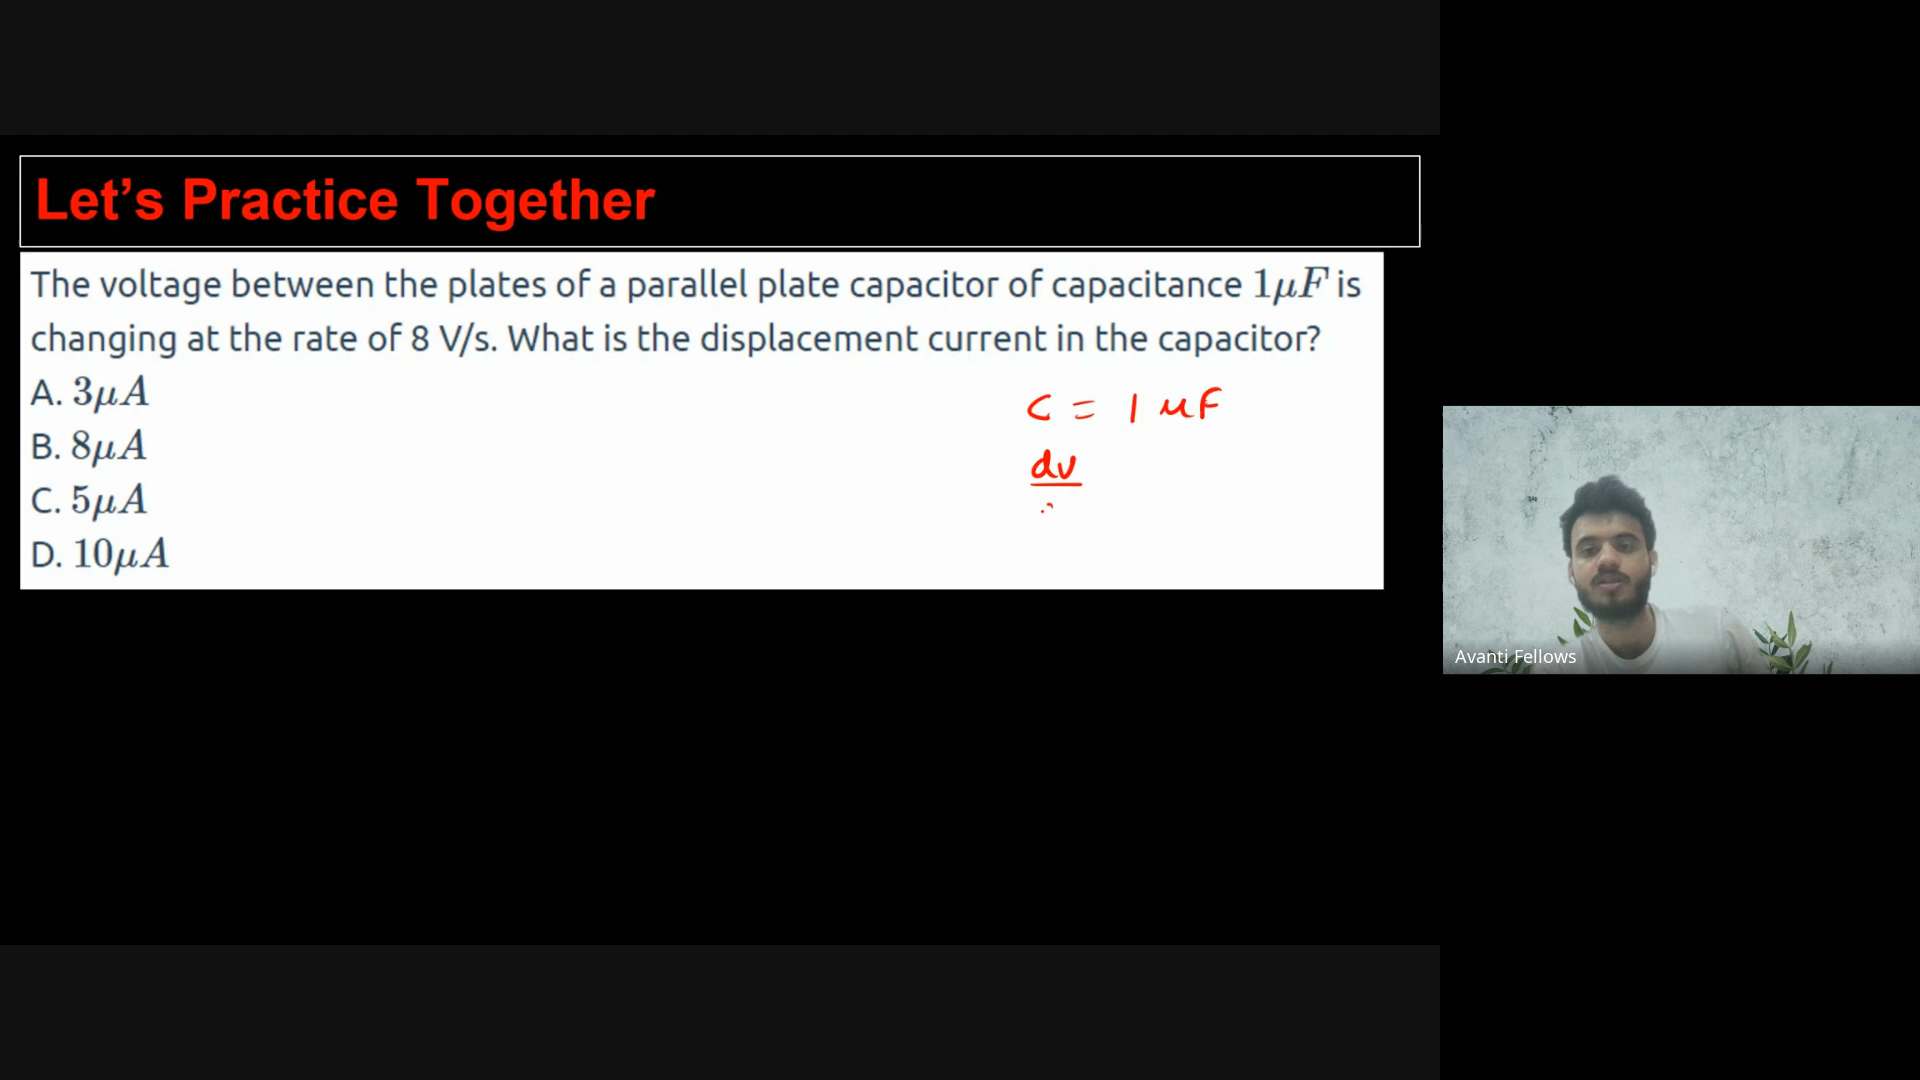 Let's Practice Together
The voltage between the plates of a parallel plate capacitor of capacitance 1μF is
changing at the rate of 8 V/s. What is the displacement current in the capacitor?
A. 3μA
B. 8μA
C. 5μA
D. 10μA
C = 1 μF
dv
Avanti Fellows